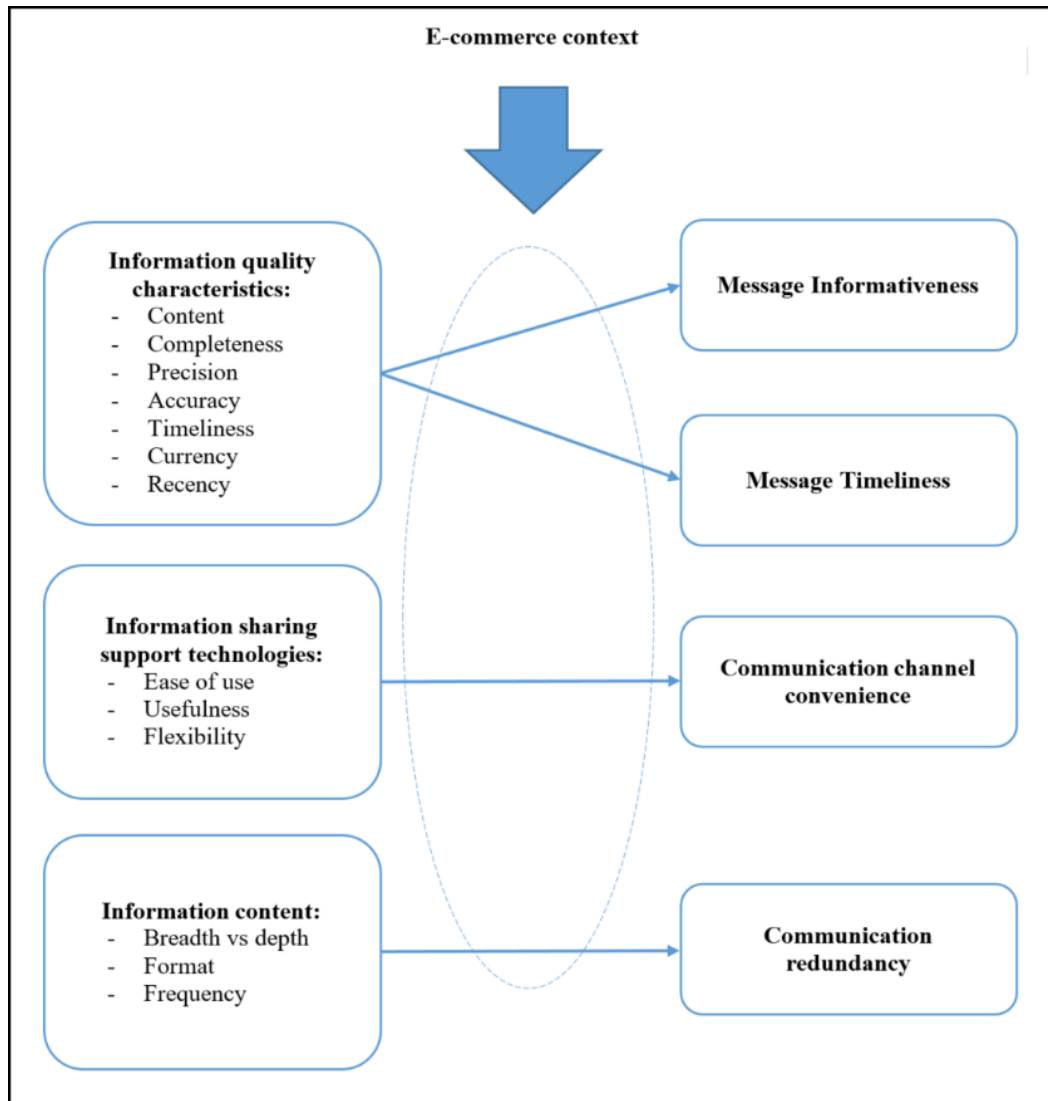 E-commerce context
Information quality
characteristics:
- Content
- Completeness
- Precision
- Accuracy
- Timeliness
- Currency
- Recency
Message Informativeness
Message Timeliness
Information sharing
support technologies:
- Ease of use
- Usefulness
- Flexibility
Communication channel
convenience
Information content:
- Breadth vs depth
- Format
- Frequency
Communication
redundancy